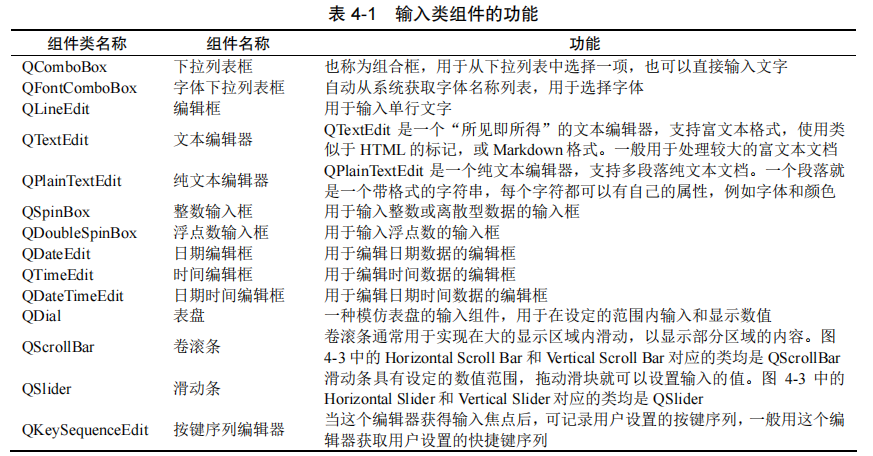 表 4-1 输入类组件的功能
组件类名称 组件名称 功能
QComboBox 下拉列表框 也称为组合框，用于从下拉列表中选择一项，也可以直接输入文字
QFontComboBox 字体下拉列表框 自动从系统获取字体名称列表，用于选择字体
QLineEdit 编辑框 用于输入单行文字
QTextEdit 文本编辑器 QTextEdit 是一个“所见即所得”的文本编辑器，支持富文本格式，使用类
似于 HTML 的标记，或 Markdown 格式。一般用于处理较大的富文本文档
QPlainTextEdit 纯文本编辑器 QPlainTextEdit 是一个纯文本编辑器，支持多段落纯文本文档。一个段落就
是一个带格式的字符串，每个字符都可以有自己的属性，例如字体和颜色
QSpinBox 整数输入框 用于输入整数或离散型数据的输入框
QDoubleSpinBox 浮点数输入框 用于输入浮点数的输入框
QDateEdit 日期编辑框 用于编辑日期数据的编辑框
QTimeEdit 时间编辑框 用于编辑时间数据的编辑框
QDateTimeEdit 日期时间编辑框 用于编辑日期时间数据的编辑框
QDial 表盘 一种模仿表盘的输入组件，用于在设定的范围内输入和显示数值
QScrollBar 卷滚条 卷滚条通常用于实现在大的显示区域内滑动，以显示部分区域的内容。图
4-3 中的 Horizontal Scroll Bar 和 Vertical Scroll Bar 对应的类均是 QScrollBar
QSlider 滑动条 滑动条具有设定的数值范围，拖动滑块就可以设置输入的值。图 4-3 中的
Horizontal Slider 和 Vertical Slider 对应的类均是 QSlider
QKeySequenceEdit 按键序列编辑器 当这个编辑器获得输入焦点后，可记录用户设置的按键序列，一般用这个编
辑器获取用户设置的快捷键序列